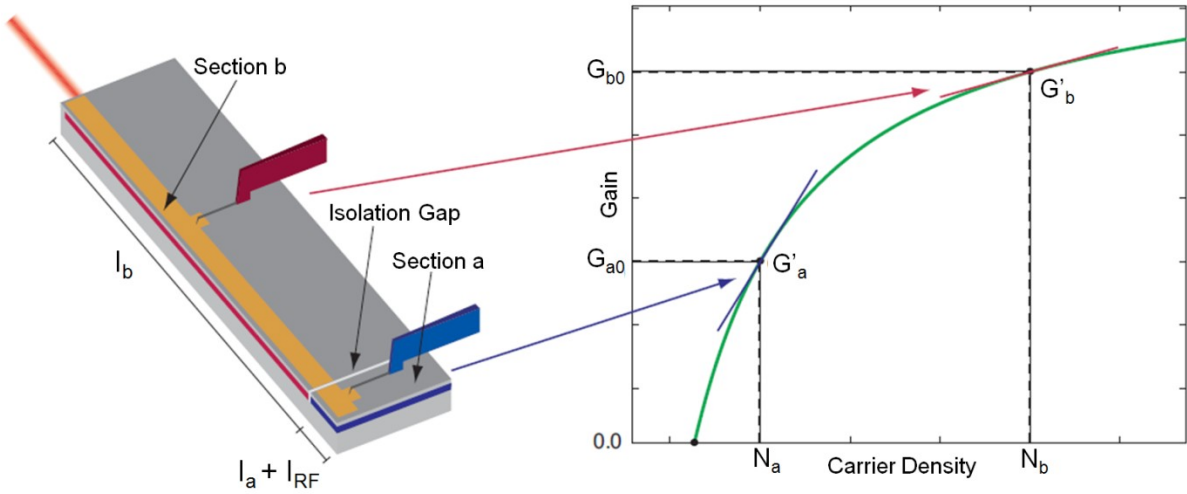 Section b
Isolation Gap
Section a
l_b
l_a + l_RF
G_b0
G'_b
Gain
G_a0
G'_a
0.0
N_a
Carrier Density
N_b